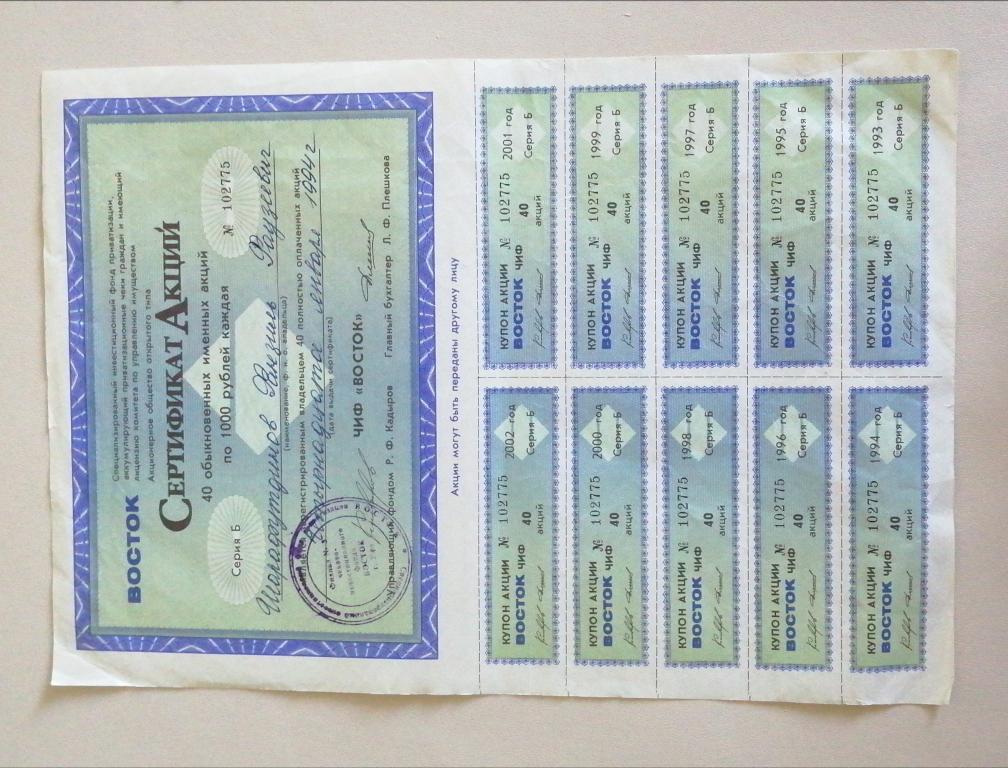 ВОСТОК
Специализированный инвестиционный фонд приватизации,
аккумулирующий приватизационные чеки граждан и имеющий
лицензию комитета по управлению имуществом
Акционерное общество открытого типа
СЕРТИФИКАТ АКЦИЙ
40 обыкновенных именных акций
по 1000 рублей каждая
Серия Б
№ 102775
Рауzевич
(наименование, ф. и. о. владельца)
является зарегистрированным владельцем 40 полностью оплаченных акций
января 1994г
(дата выдачи сертификата)
ЧИФ «ВОСТОК»
Управляющий фондом Р. Ф. Кадыров
Главный бухгалтер Л. Ф. Плешкова
Акции могут быть переданы другому лицу
КУПОН АКЦИИ № 102775 2002 год
ВОСТОК ЧИФ 40 Серия Б
акций
КУПОН АКЦИИ № 102775 2001 год
ВОСТОК ЧИФ 40 Серия Б
акций
КУПОН АКЦИИ № 102775 2000 год
ВОСТОК ЧИФ 40 Серия Б
акций
КУПОН АКЦИИ № 102775 1999 год
ВОСТОК ЧИФ 40 Серия Б
акций
КУПОН АКЦИИ № 102775 1998 год
ВОСТОК ЧИФ 40 Серия Б
акций
КУПОН АКЦИИ № 102775 1997 год
ВОСТОК ЧИФ 40 Серия Б
акций
КУПОН АКЦИИ № 102775 1996 год
ВОСТОК ЧИФ 40 Серия Б
акций
КУПОН АКЦИИ № 102775 1995 год
ВОСТОК ЧИФ 40 Серия Б
акций
КУПОН АКЦИИ № 102775 1994 год
ВОСТОК ЧИФ 40 Серия Б
акций
КУПОН АКЦИИ № 102775 1993 год
ВОСТОК ЧИФ 40 Серия Б
акций